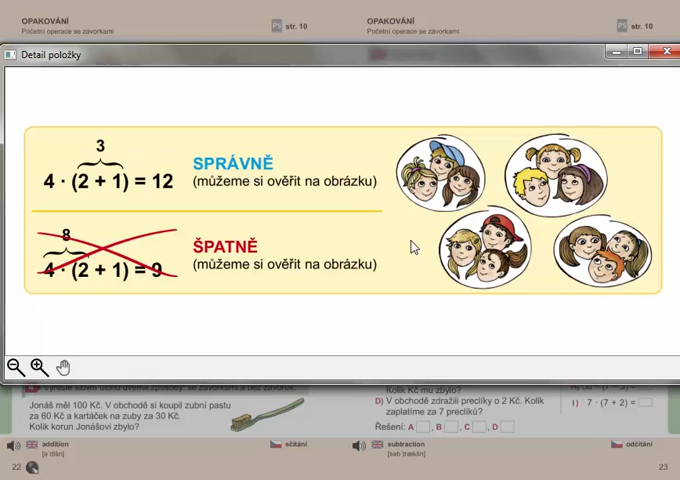 OPAKOVÁNÍ
Početní operace se závorkami
PS str. 10
OPAKOVÁNÍ
Početní operace se závorkami
PS str. 10
Detail položky
3
4 · (2 + 1) = 12
SPRÁVNĚ
(můžeme si ověřit na obrázku)
8
4 · (2 + 1) = 9
ŠPATNĚ
(můžeme si ověřit na obrázku)
Jonáš měl 100 Kč. V obchodě si koupil zubní pastu
za 60 Kč a kartáček na zuby za 30 Kč.
Kolik korun Jonášovi zbylo?
Kolik Kč mu zbylo?
D) V obchodě zdražili preclíky o 2 Kč. Kolik
zaplatíme za 7 preclíků?
Řešení: A , B , C , D
I) 7 · (7 + 2) =
addition
[ə dišn]
sčítání
subtraction
[səb trækšn]
odčítání
22
23